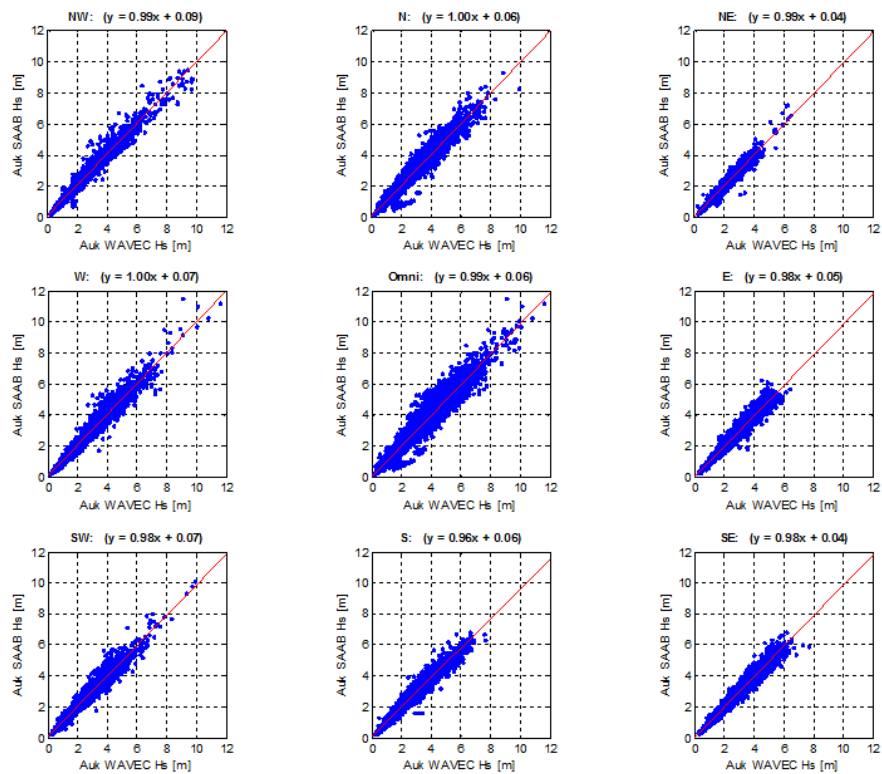 NW: (y = 0.99x + 0.09)
12
10
8
6
4
2
0
Auk SAAB Hs [m]
0 2 4 6 8 10 12
Auk WAVEC Hs [m]
N: (y = 1.00x + 0.06)
12
10
8
6
4
2
0
Auk SAAB Hs [m]
0 2 4 6 8 10 12
Auk WAVEC Hs [m]
NE: (y = 0.99x + 0.04)
12
10
8
6
4
2
0
Auk SAAB Hs [m]
0 2 4 6 8 10 12
Auk WAVEC Hs [m]
W: (y = 1.00x + 0.07)
12
10
8
6
4
2
0
Auk SAAB Hs [m]
0 2 4 6 8 10 12
Auk WAVEC Hs [m]
Omni: (y = 0.99x + 0.06)
12
10
8
6
4
2
0
Auk SAAB Hs [m]
0 2 4 6 8 10 12
Auk WAVEC Hs [m]
E: (y = 0.98x + 0.05)
12
10
8
6
4
2
0
Auk SAAB Hs [m]
0 2 4 6 8 10 12
Auk WAVEC Hs [m]
SW: (y = 0.98x + 0.07)
12
10
8
6
4
2
0
Auk SAAB Hs [m]
0 2 4 6 8 10 12
Auk WAVEC Hs [m]
S: (y = 0.96x + 0.06)
12
10
8
6
4
2
0
Auk SAAB Hs [m]
0 2 4 6 8 10 12
Auk WAVEC Hs [m]
SE: (y = 0.98x + 0.04)
12
10
8
6
4
2
0
Auk SAAB Hs [m]
0 2 4 6 8 10 12
Auk WAVEC Hs [m]